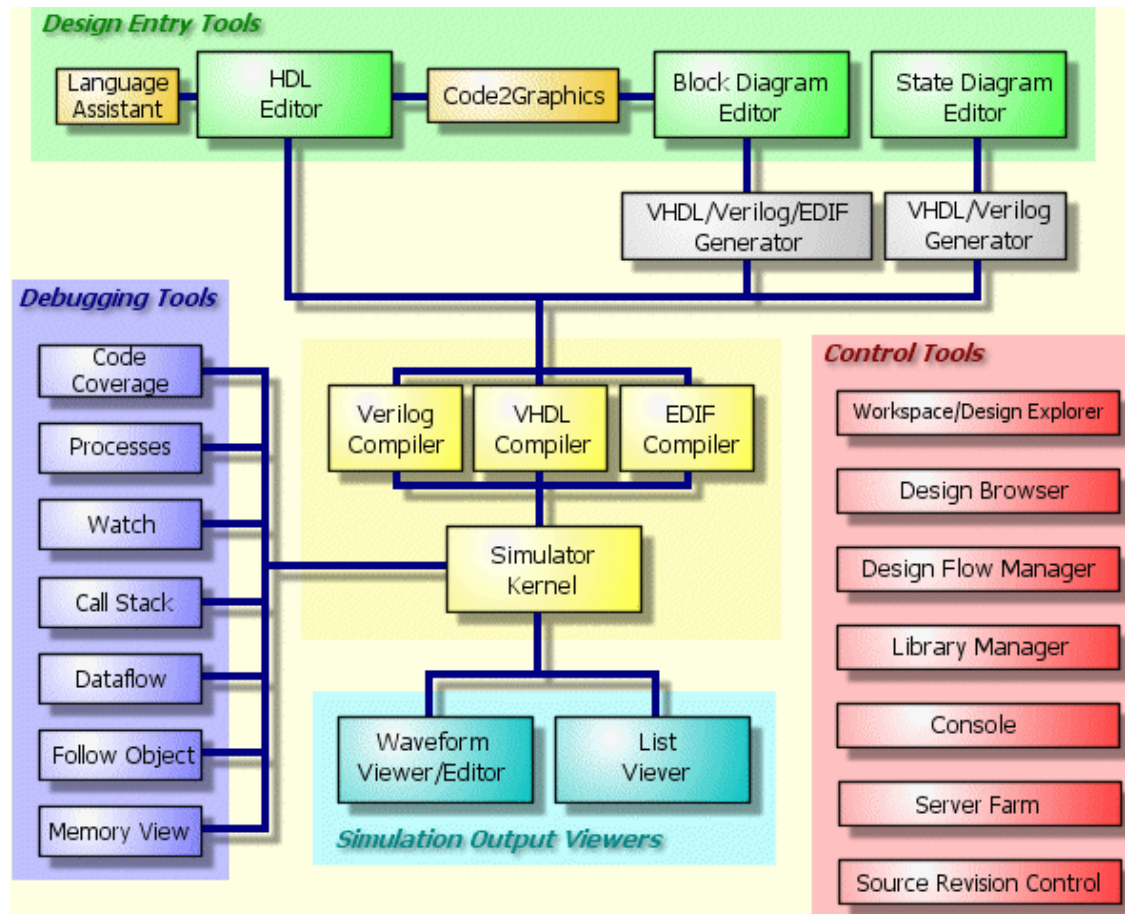 Design Entry Tools
Language
Assistant
HDL
Editor
Code2Graphics
Block Diagram
Editor
State Diagram
Editor
VHDL/Verilog/EDIF
Generator
VHDL/Verilog
Generator
Debugging Tools
Code
Coverage
Processes
Watch
Call Stack
Dataflow
Follow Object
Memory View
Verilog
Compiler
VHDL
Compiler
EDIF
Compiler
Simulator
Kernel
Waveform
Viewer/Editor
List
Viewer
Simulation Output Viewers
Control Tools
Workspace/Design Explorer
Design Browser
Design Flow Manager
Library Manager
Console
Server Farm
Source Revision Control